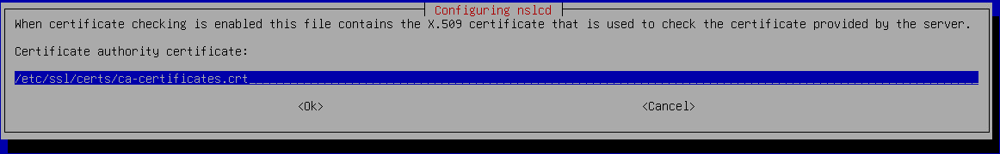 Configuring nslcd
When certificate checking is enabled this file contains the X.509 certificate that is used to check the certificate provided by the server.
Certificate authority certificate:
/etc/ssl/certs/ca-certificates.crt
<Ok> <Cancel>